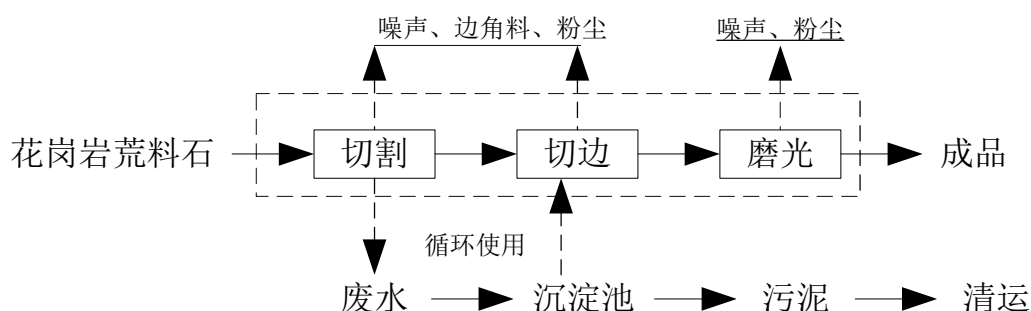 噪声、边角料、粉尘
噪声、粉尘
花岗岩荒料石
切割
切边
磨光
成品
循环使用
废水
沉淀池
污泥
清运